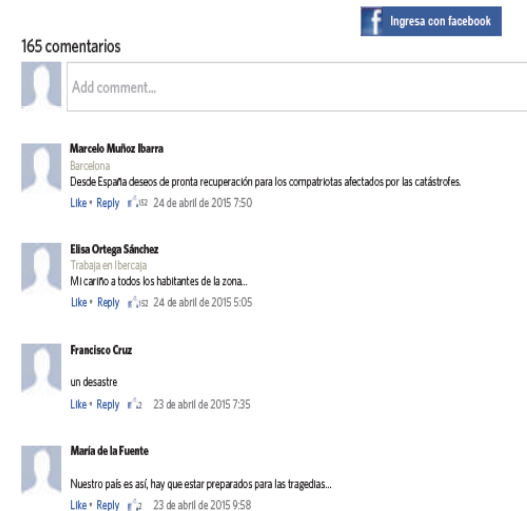 Ingresa con facebook
165 comentarios
Add comment...
Marcelo Muñoz Ibarra
Barcelona
Desde España deseos de pronta recuperación para los compatriotas afectados por las catástrofes.
Like • Reply 152 24 de abril de 2015 7:50
Elisa Ortega Sánchez
Trabaja en Ibercaja
Mi cariño a todos los habitantes de la zona...
Like • Reply 152 24 de abril de 2015 5:05
Francisco Cruz
un desastre
Like • Reply 2 23 de abril de 2015 7:35
María de la Fuente
Nuestro país es así, hay que estar preparados para las tragedias...
Like • Reply 2 23 de abril de 2015 9:58